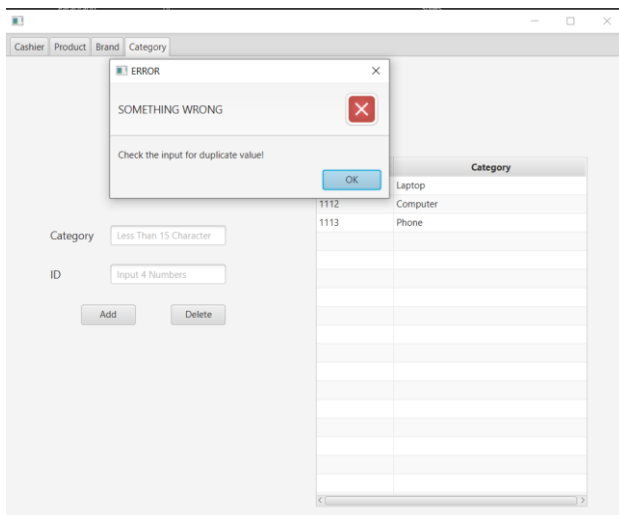 Cashier Product Brand Category
ERROR
SOMETHING WRONG
Check the input for duplicate value!
OK
Category
Laptop
1112 Computer
1113 Phone
Category Less Than 15 Character
ID Input 4 Numbers
Add Delete